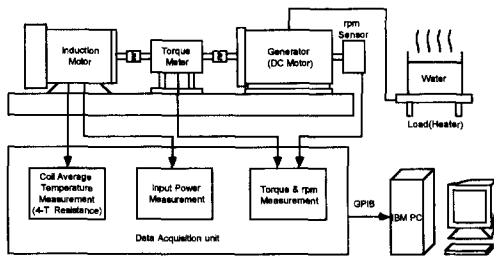 Induction
Motor
Torque
Meter
Generator
(DC Motor)
rpm
Sensor
Water
Load(Heater)
Coil Average
Temperature
Measurement
(4-T Resistance)
Input Power
Measurement
Torque & rpm
Measurement
Data Acquisition unit
GPIB
IBM PC